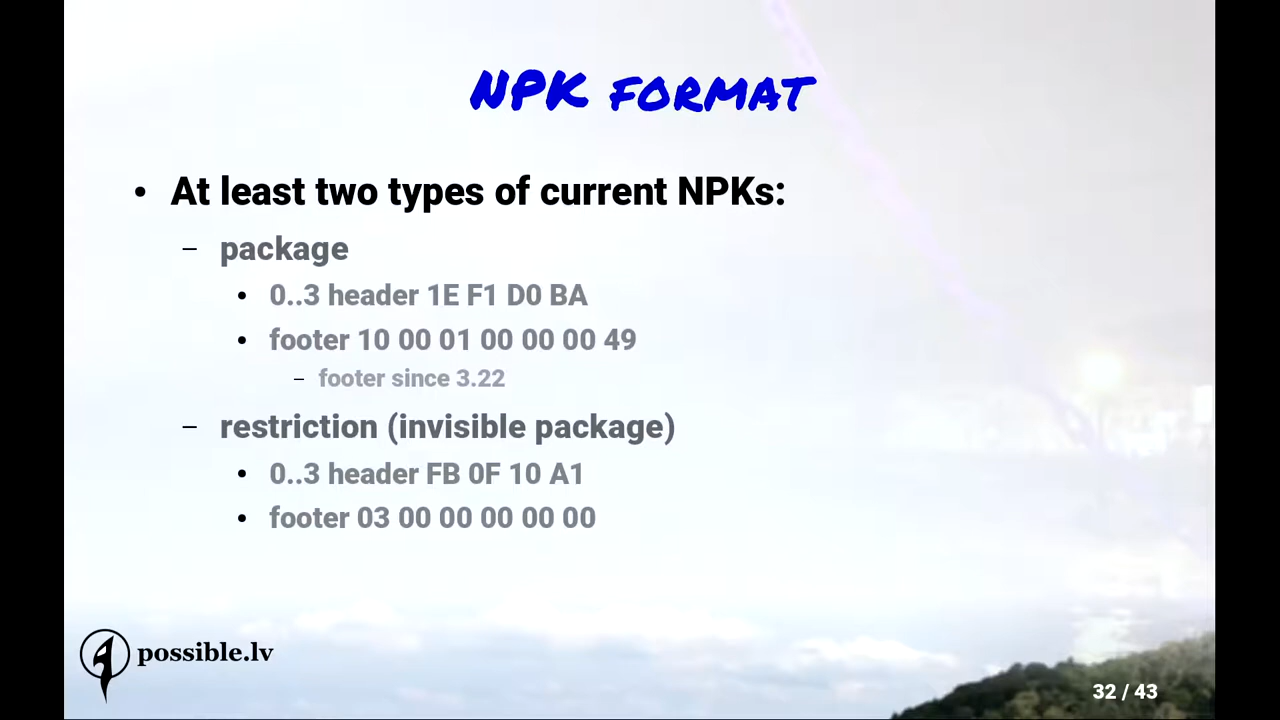 NPK FORMAT
• At least two types of current NPKs:
– package
• 0..3 header 1E F1 D0 BA
• footer 10 00 01 00 00 00 49
– footer since 3.22
– restriction (invisible package)
• 0..3 header FB 0F 10 A1
• footer 03 00 00 00 00 00
possible.lv
32 / 43